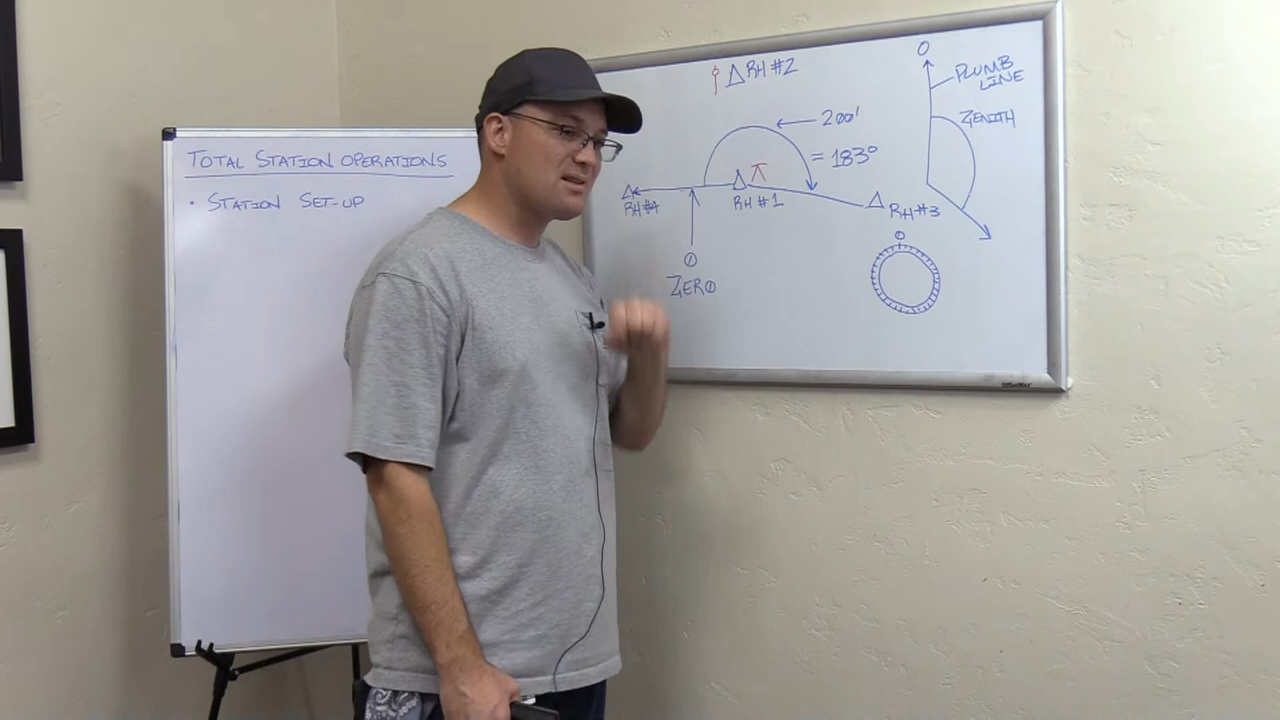 TOTAL STATION OPERATIONS
• STATION SET-UP
RH #2
200'
= 183°
RH #4
RH #1
RH #3
0
ZERO
0
PLUMB
LINE
ZENITH
0